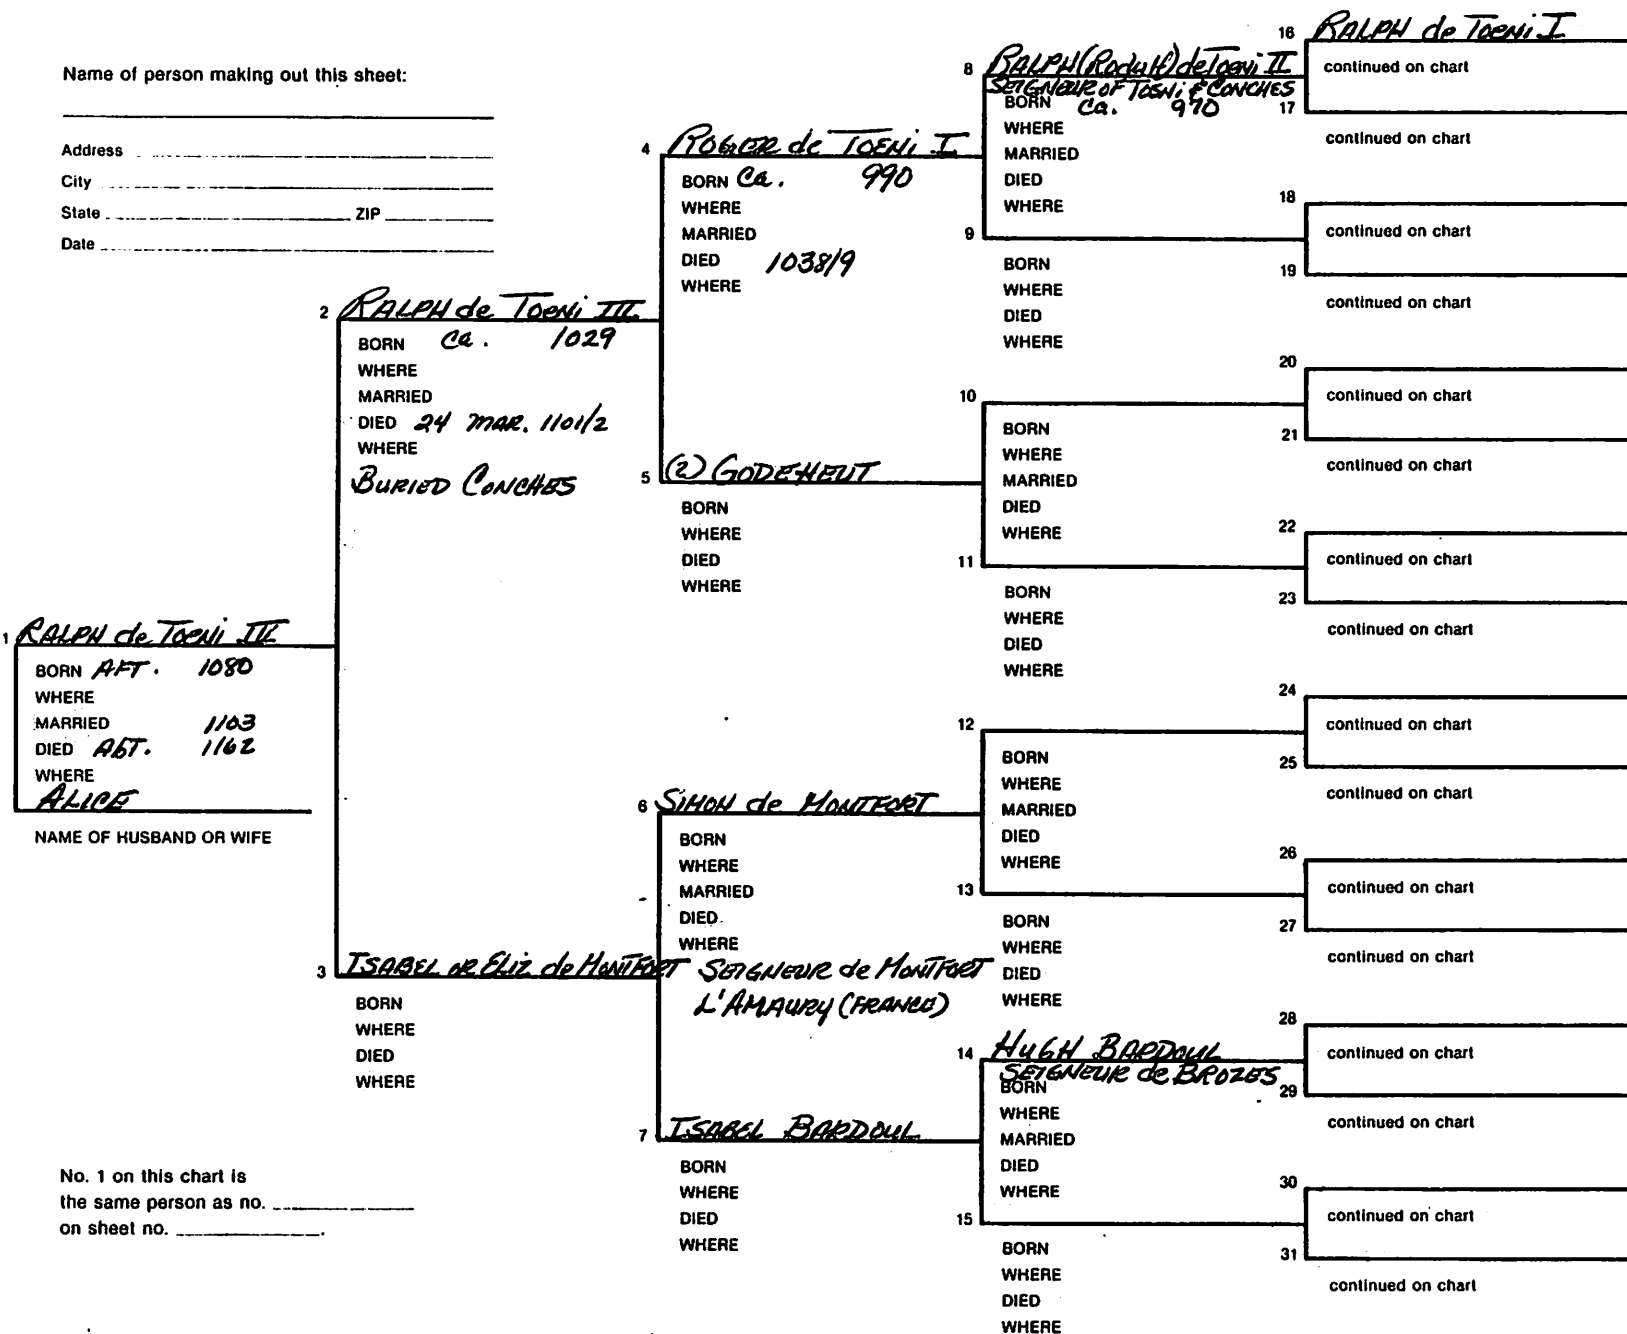 Name of person making out this sheet:
Address
City
State ZIP
Date
1 RALPH de Toeni III
BORN AFT. 1080
WHERE
MARRIED 1103
DIED AbT. 1162
WHERE
ALICE
NAME OF HUSBAND OR WIFE
No. 1 on this chart is
the same person as no.
on sheet no. .
2 RALPH de Toeni III
BORN Ca. 1029
WHERE
MARRIED
DIED 24 MAR. 1101/2
WHERE
BURIED CONCHES
3 ISABEL OR ELIZ de MONTFORT
BORN
WHERE
DIED
WHERE
4 ROGER de TOENI I
BORN Ca. 990
WHERE
MARRIED
DIED 1038/9
WHERE
5 (2) GODEHEUT
BORN
WHERE
DIED
WHERE
6 SIMON de MONTFORT
BORN
WHERE
MARRIED
DIED
WHERE
SEIGNEUR de MONTFORT
L'AMAURY (FRANCE)
7 ISABEL BARDOUL
BORN
WHERE
DIED
WHERE
8 RALPH (Rodulf) de Toeni II
SEIGNEUR OF TOSNI & CONCHES
BORN Ca. 970
WHERE
MARRIED
DIED
WHERE
9
BORN
WHERE
DIED
WHERE
10
BORN
WHERE
MARRIED
DIED
WHERE
11
BORN
WHERE
DIED
WHERE
12
BORN
WHERE
MARRIED
DIED
WHERE
13
BORN
WHERE
DIED
WHERE
14 HUGH BARDOUL
SEIGNEUR de BROZES
BORN
WHERE
MARRIED
DIED
WHERE
15
BORN
WHERE
DIED
WHERE
16 RALPH de Toeni I
continued on chart
17
continued on chart
18
continued on chart
19
continued on chart
20
continued on chart
21
continued on chart
22
continued on chart
23
continued on chart
24
continued on chart
25
continued on chart
26
continued on chart
27
continued on chart
28
continued on chart
29
continued on chart
30
continued on chart
31
continued on chart